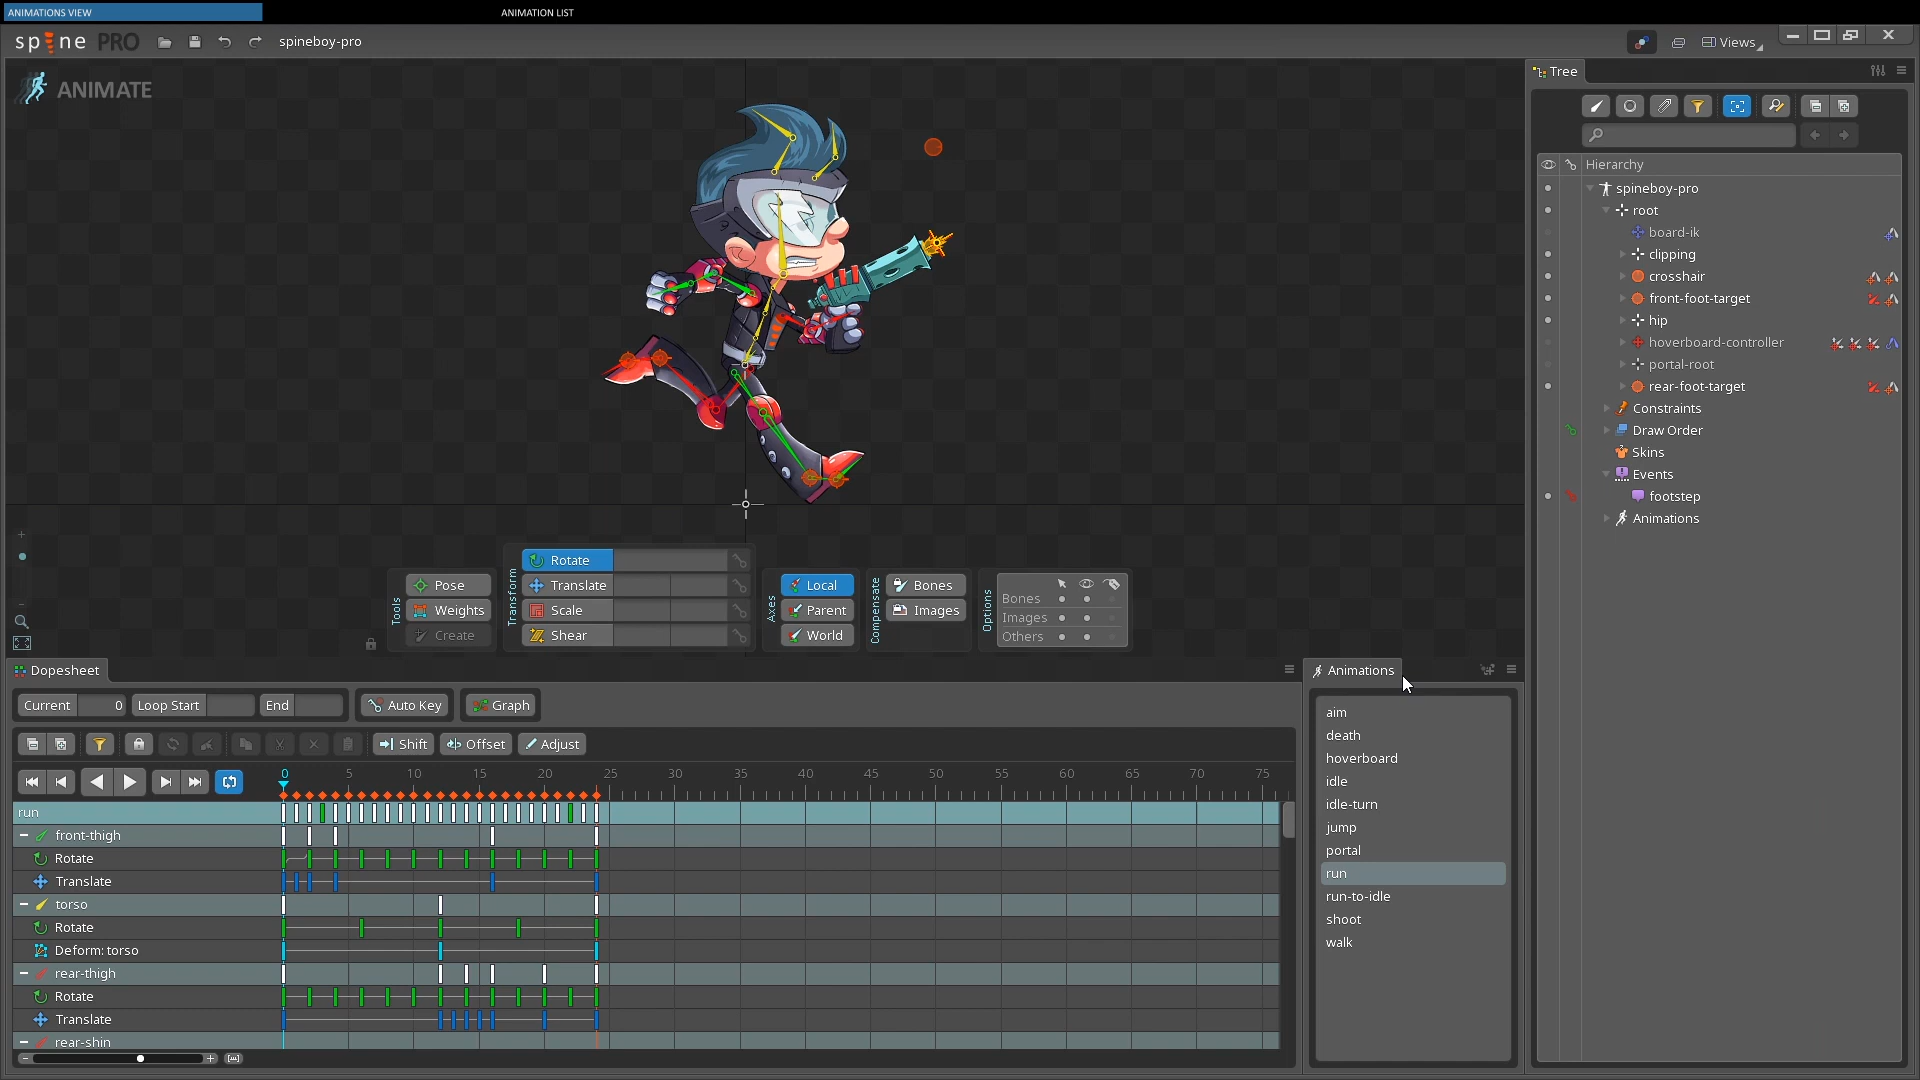 ANIMATIONS VIEW
ANIMATION LIST
spine PRO
spineboy-pro
Views
ANIMATE
Tree
Hierarchy
spineboy-pro
root
board-ik
clipping
crosshair
front-foot-target
hip
hoverboard-controller
portal-root
rear-foot-target
Constraints
Draw Order
Skins
Events
footstep
Animations
Tools
Pose
Weights
Create
Transform
Rotate
Translate
Scale
Shear
Axes
Local
Parent
World
Compensate
Bones
Images
Options
Bones
Images
Others
Dopesheet
Current 0 Loop Start End Auto Key Graph
Shift Offset Adjust
0 5 10 15 20 25 30 35 40 45 50 55 60 65 70 75
run
front-thigh
Rotate
Translate
torso
Rotate
Deform: torso
rear-thigh
Rotate
Translate
rear-shin
Animations
aim
death
hoverboard
idle
idle-turn
jump
portal
run
run-to-idle
shoot
walk